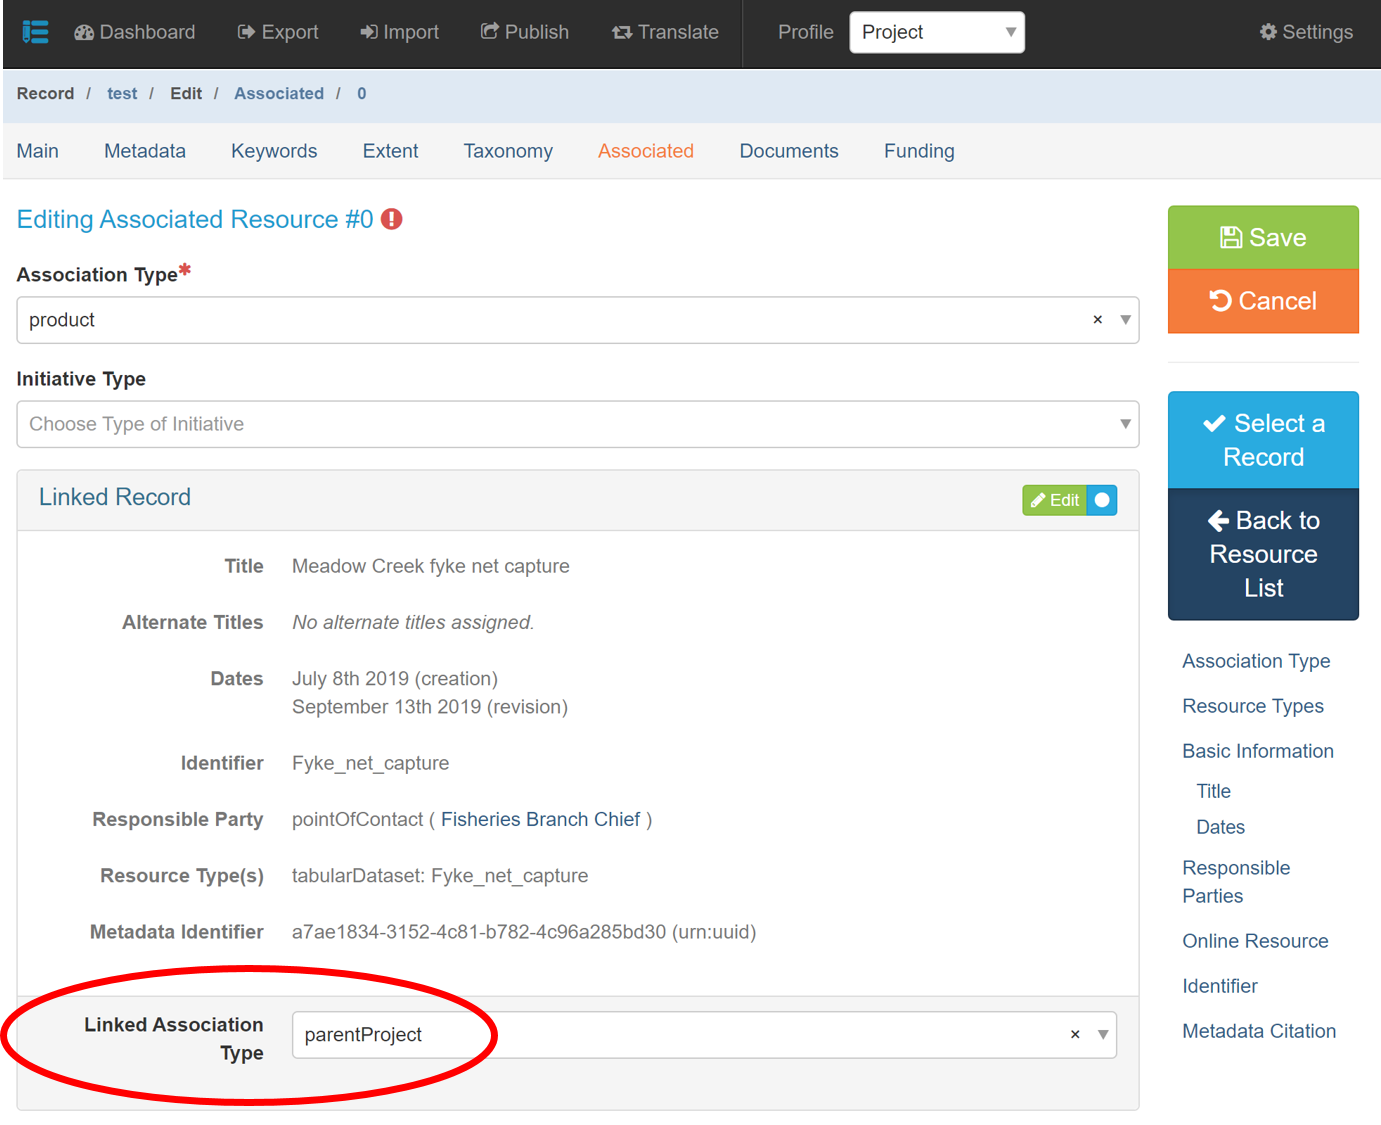 Dashboard Export Import Publish Translate Profile Project Settings
Record / test / Edit / Associated / 0
Main Metadata Keywords Extent Taxonomy Associated Documents Funding
Editing Associated Resource #0
Association Type*
product
Initiative Type
Choose Type of Initiative
Linked Record Edit
Title Meadow Creek fyke net capture
Alternate Titles No alternate titles assigned.
Dates July 8th 2019 (creation)
September 13th 2019 (revision)
Identifier Fyke_net_capture
Responsible Party pointOfContact ( Fisheries Branch Chief )
Resource Type(s) tabularDataset: Fyke_net_capture
Metadata Identifier a7ae1834-3152-4c81-b782-4c96a285bd30 (urn:uuid)
Linked Association
Type
parentProject
Save
Cancel
Select a
Record
Back to
Resource
List
Association Type
Resource Types
Basic Information
Title
Dates
Responsible
Parties
Online Resource
Identifier
Metadata Citation